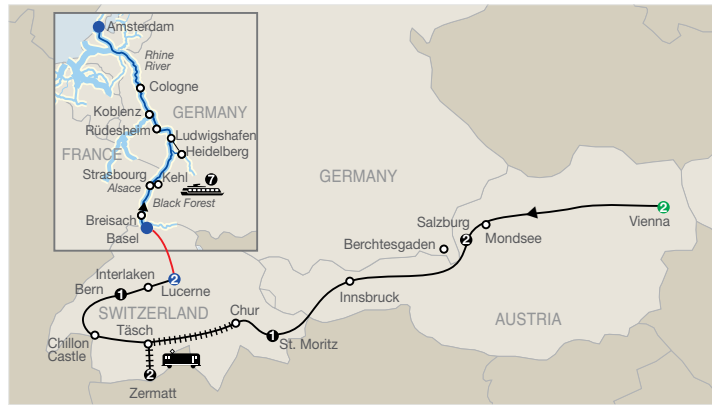 Amsterdam
Rhine
River
Cologne
Koblenz
GERMANY
Rüdesheim
Ludwigshafen
Heidelberg
FRANCE
Strasbourg
Kehl
7
Alsace
Black Forest
Breisach
Basel
GERMANY
Salzburg
2
Mondsee
2
Vienna
Berchtesgaden
Interlaken
2
Bern
1
Lucerne
Innsbruck
SWITZERLAND
Chur
AUSTRIA
Täsch
1
St. Moritz
Chillon
Castle
2
Zermatt